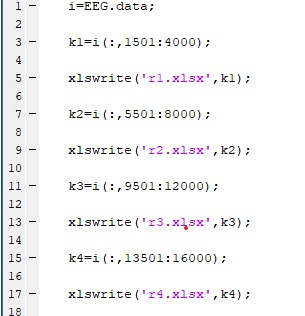 1 - i=EEG.data;
2
3 - k1=i(:,1501:4000);
4
5 - xlswrite('r1.xlsx',k1);
6
7 - k2=i(:,5501:8000);
8
9 - xlswrite('r2.xlsx',k2);
10
11 - k3=i(:,9501:12000);
12
13 - xlswrite('r3.xlsx',k3);
14
15 - k4=i(:,13501:16000);
16
17 - xlswrite('r4.xlsx',k4);
18